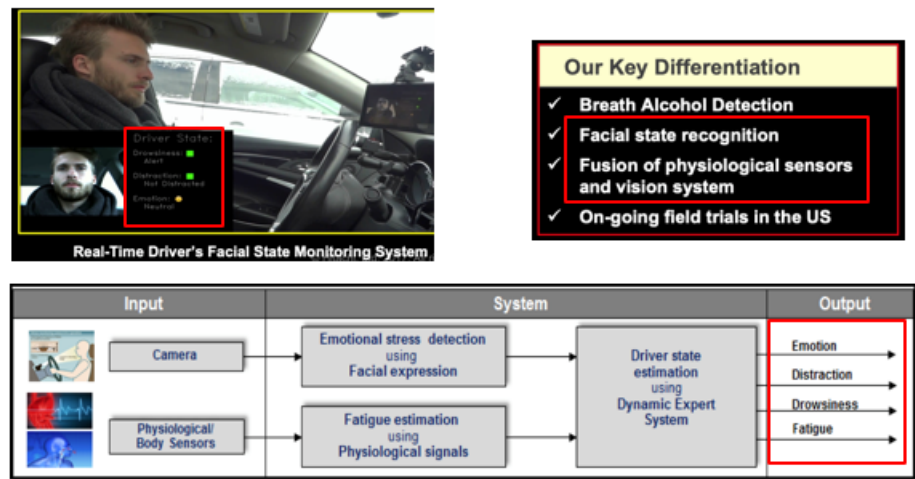 Driver State:
Drowsiness:
Alert
Distraction:
Not Distracted
Emotion:
Neutral
Real-Time Driver's Facial State Monitoring System
Our Key Differentiation
✓ Breath Alcohol Detection
✓ Facial state recognition
✓ Fusion of physiological sensors
and vision system
✓ On-going field trials in the US
Input
System
Output
Camera
Emotional stress detection
using
Facial expression
Physiological/
Body Sensors
Fatigue estimation
using
Physiological signals
Driver state
estimation
using
Dynamic Expert
System
Emotion
Distraction
Drowsiness
Fatigue